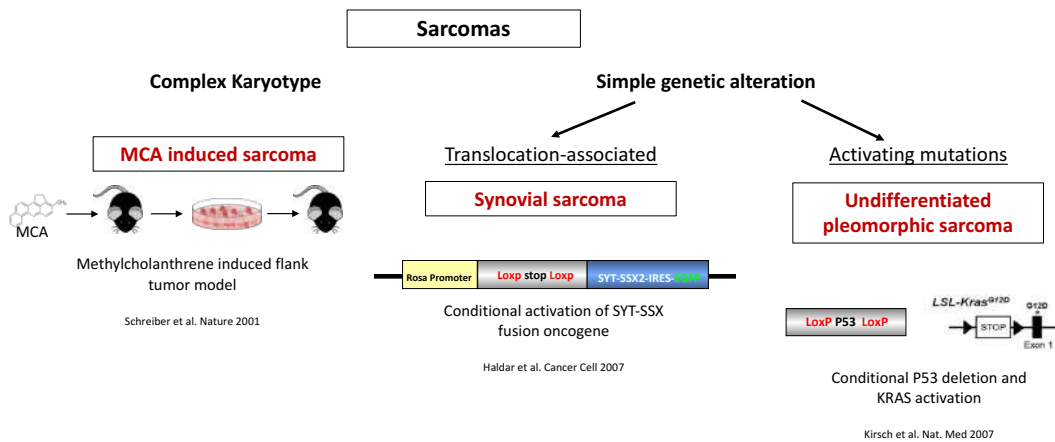 Sarcomas
Complex Karyotype
Simple genetic alteration
MCA induced sarcoma
CH₃
MCA
Methylcholanthrene induced flank
tumor model
Schreiber et al. Nature 2001
Translocation-associated
Synovial sarcoma
Rosa Promoter
Loxp stop Loxp
SYT-SSX2-IRES-EGFP
Conditional activation of SYT-SSX
fusion oncogene
Haldar et al. Cancer Cell 2007
Activating mutations
Undifferentiated
pleomorphic sarcoma
LoxP P53 LoxP
LSL-Kras^G12D
G12D
*
STOP
Exon 1
Conditional P53 deletion and
KRAS activation
Kirsch et al. Nat. Med 2007